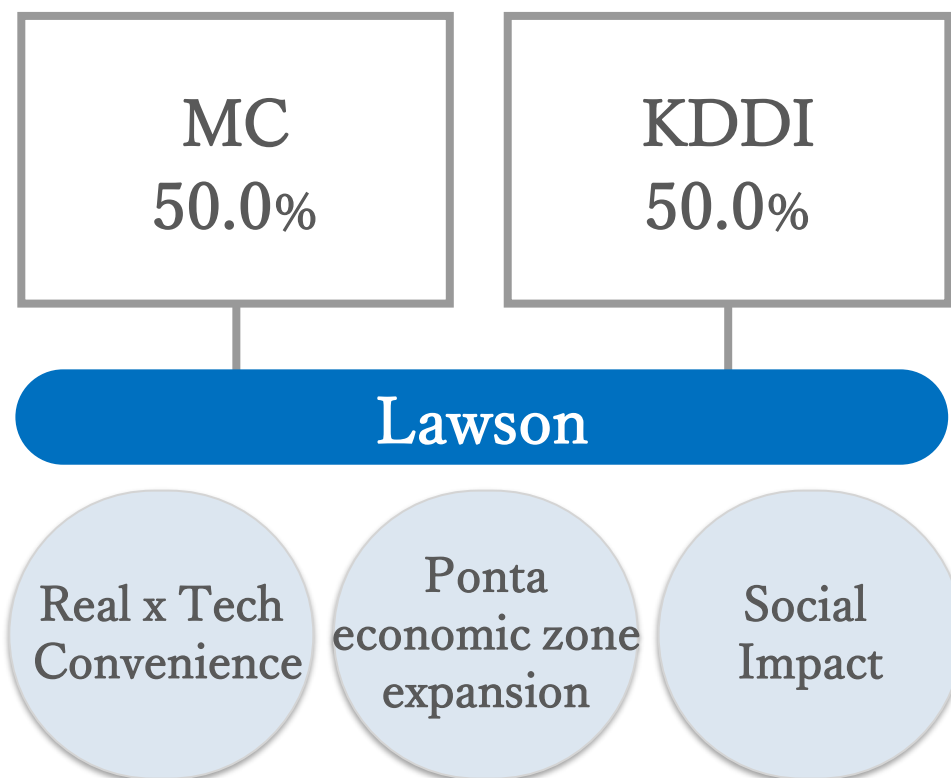 MC
50.0%
KDDI
50.0%
Lawson
Real x Tech
Convenience
Ponta
economic zone
expansion
Social
Impact